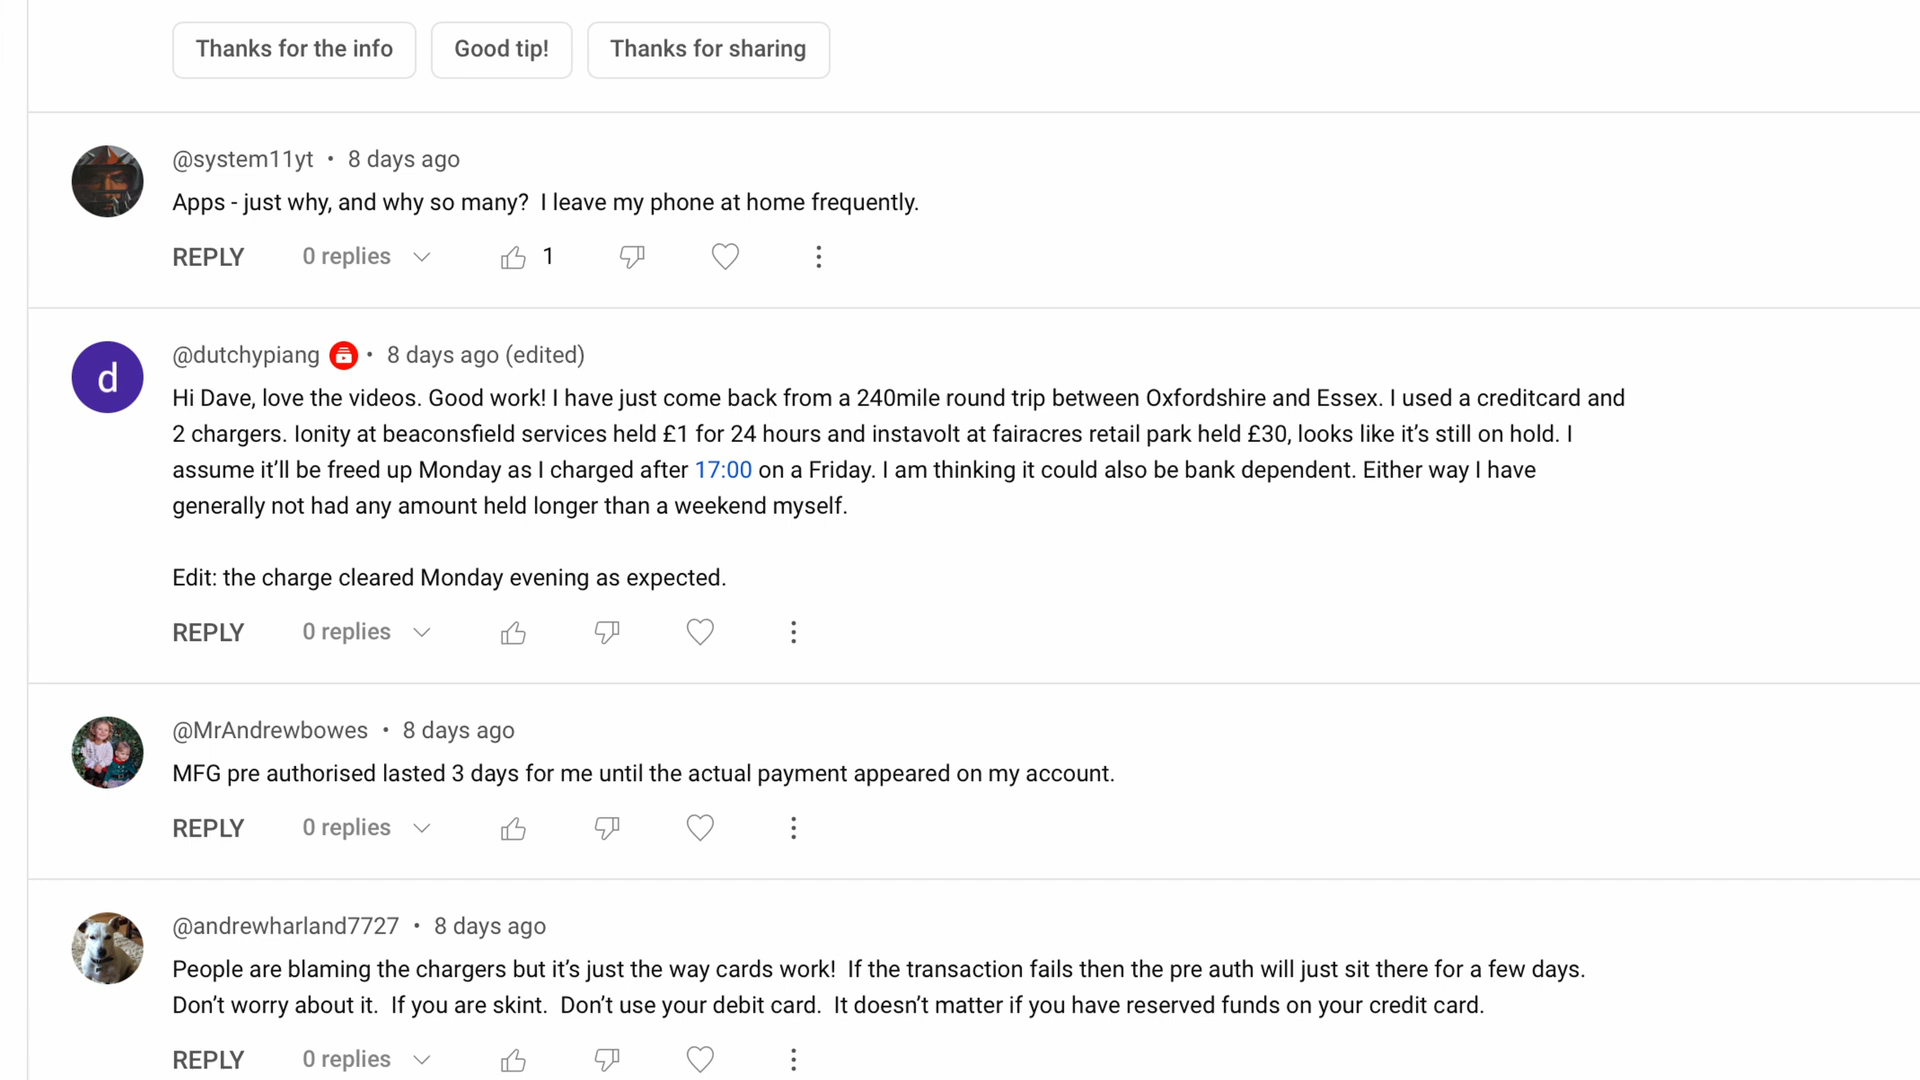 Thanks for the info Good tip! Thanks for sharing
@system11yt • 8 days ago
Apps - just why, and why so many?  I leave my phone at home frequently.
REPLY 0 replies 1
d
@dutchypiang • 8 days ago (edited)
Hi Dave, love the videos. Good work! I have just come back from a 240mile round trip between Oxfordshire and Essex. I used a creditcard and
2 chargers. Ionity at beaconsfield services held £1 for 24 hours and instavolt at fairacres retail park held £30, looks like it’s still on hold. I
assume it’ll be freed up Monday as I charged after 17:00 on a Friday. I am thinking it could also be bank dependent. Either way I have
generally not had any amount held longer than a weekend myself.
Edit: the charge cleared Monday evening as expected.
REPLY 0 replies
@MrAndrewbowes • 8 days ago
MFG pre authorised lasted 3 days for me until the actual payment appeared on my account.
REPLY 0 replies
@andrewharland7727 • 8 days ago
People are blaming the chargers but it’s just the way cards work!  If the transaction fails then the pre auth will just sit there for a few days.
Don’t worry about it.  If you are skint.  Don’t use your debit card.  It doesn’t matter if you have reserved funds on your credit card.
REPLY 0 replies